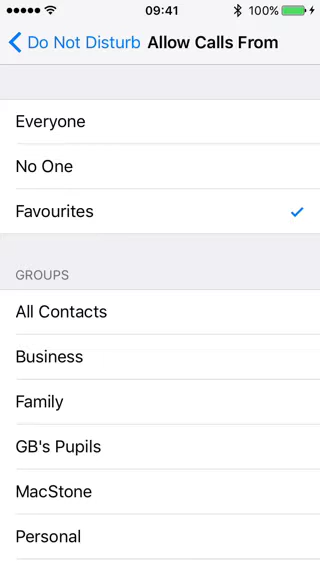 09:41 100%
Do Not Disturb Allow Calls From
Everyone
No One
Favourites
GROUPS
All Contacts
Business
Family
GB's Pupils
MacStone
Personal